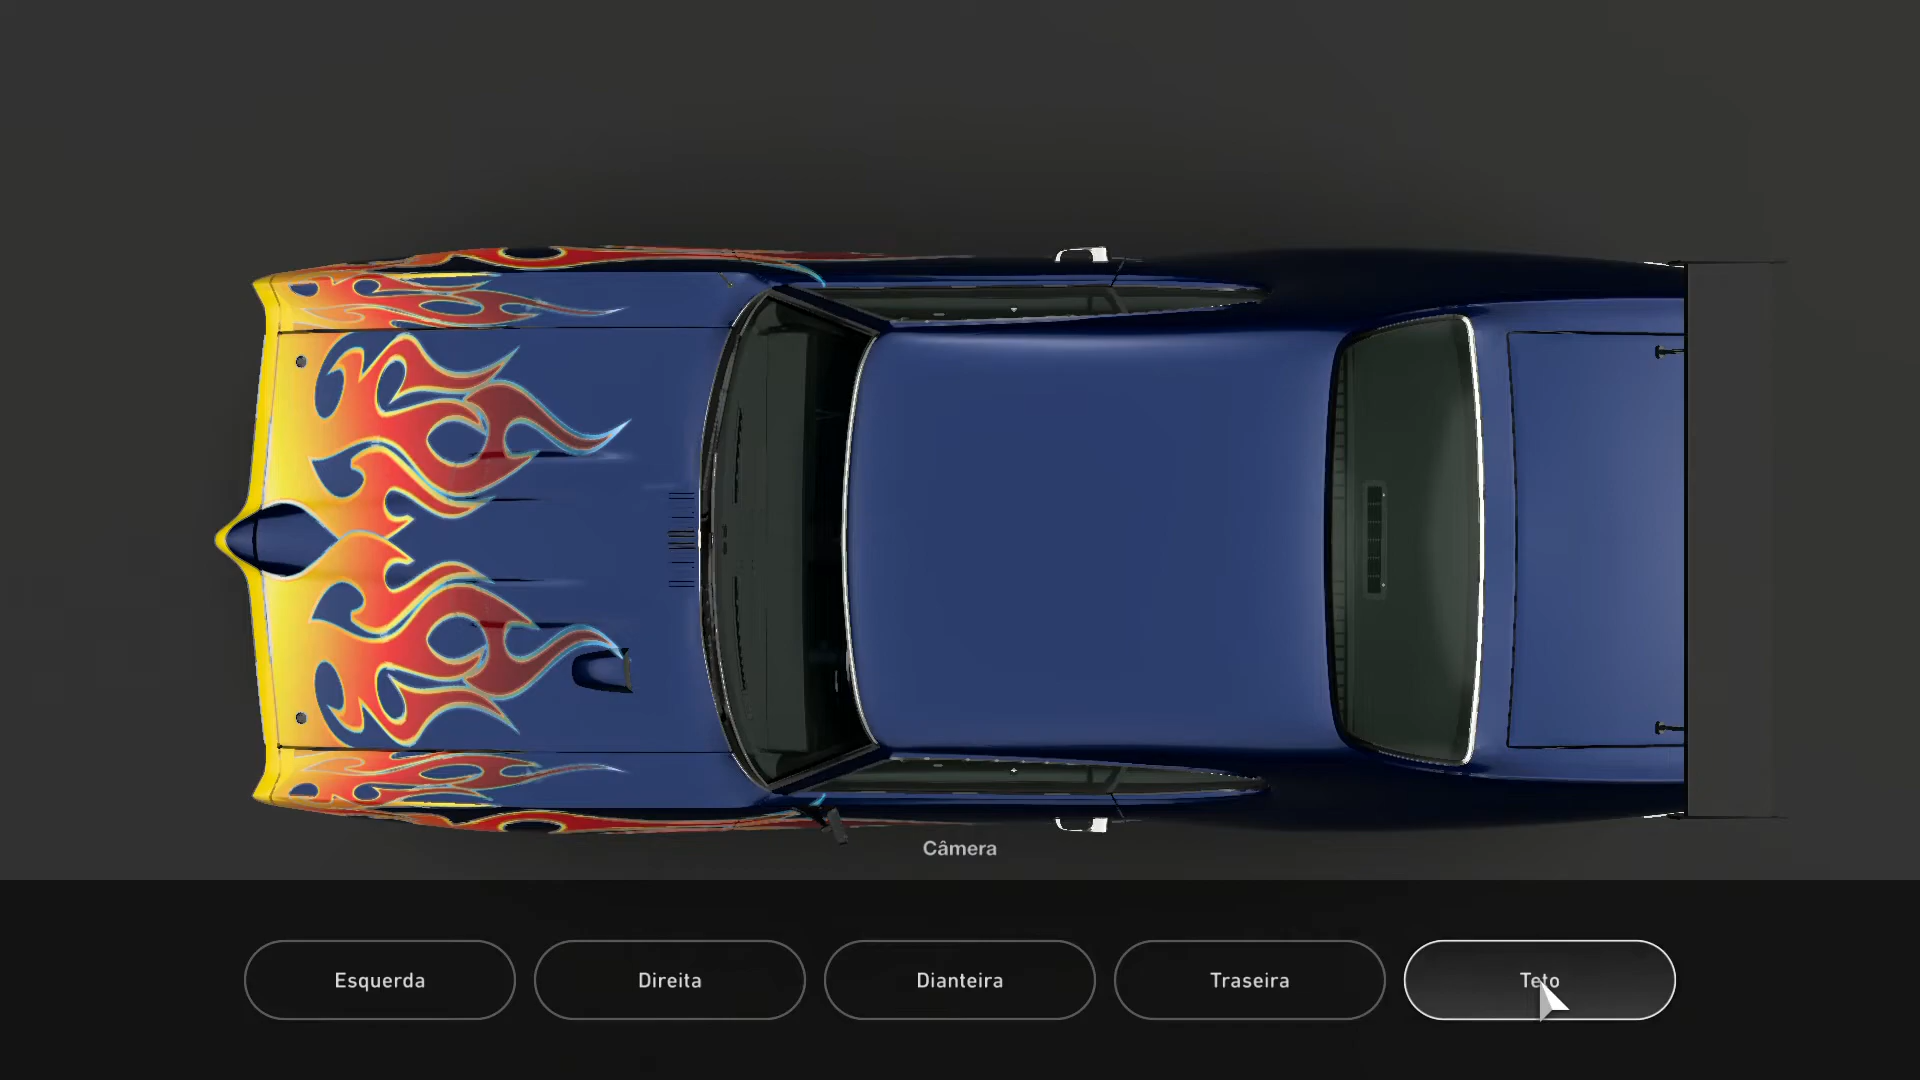 Câmera
Esquerda
Direita
Dianteira
Traseira
Teto